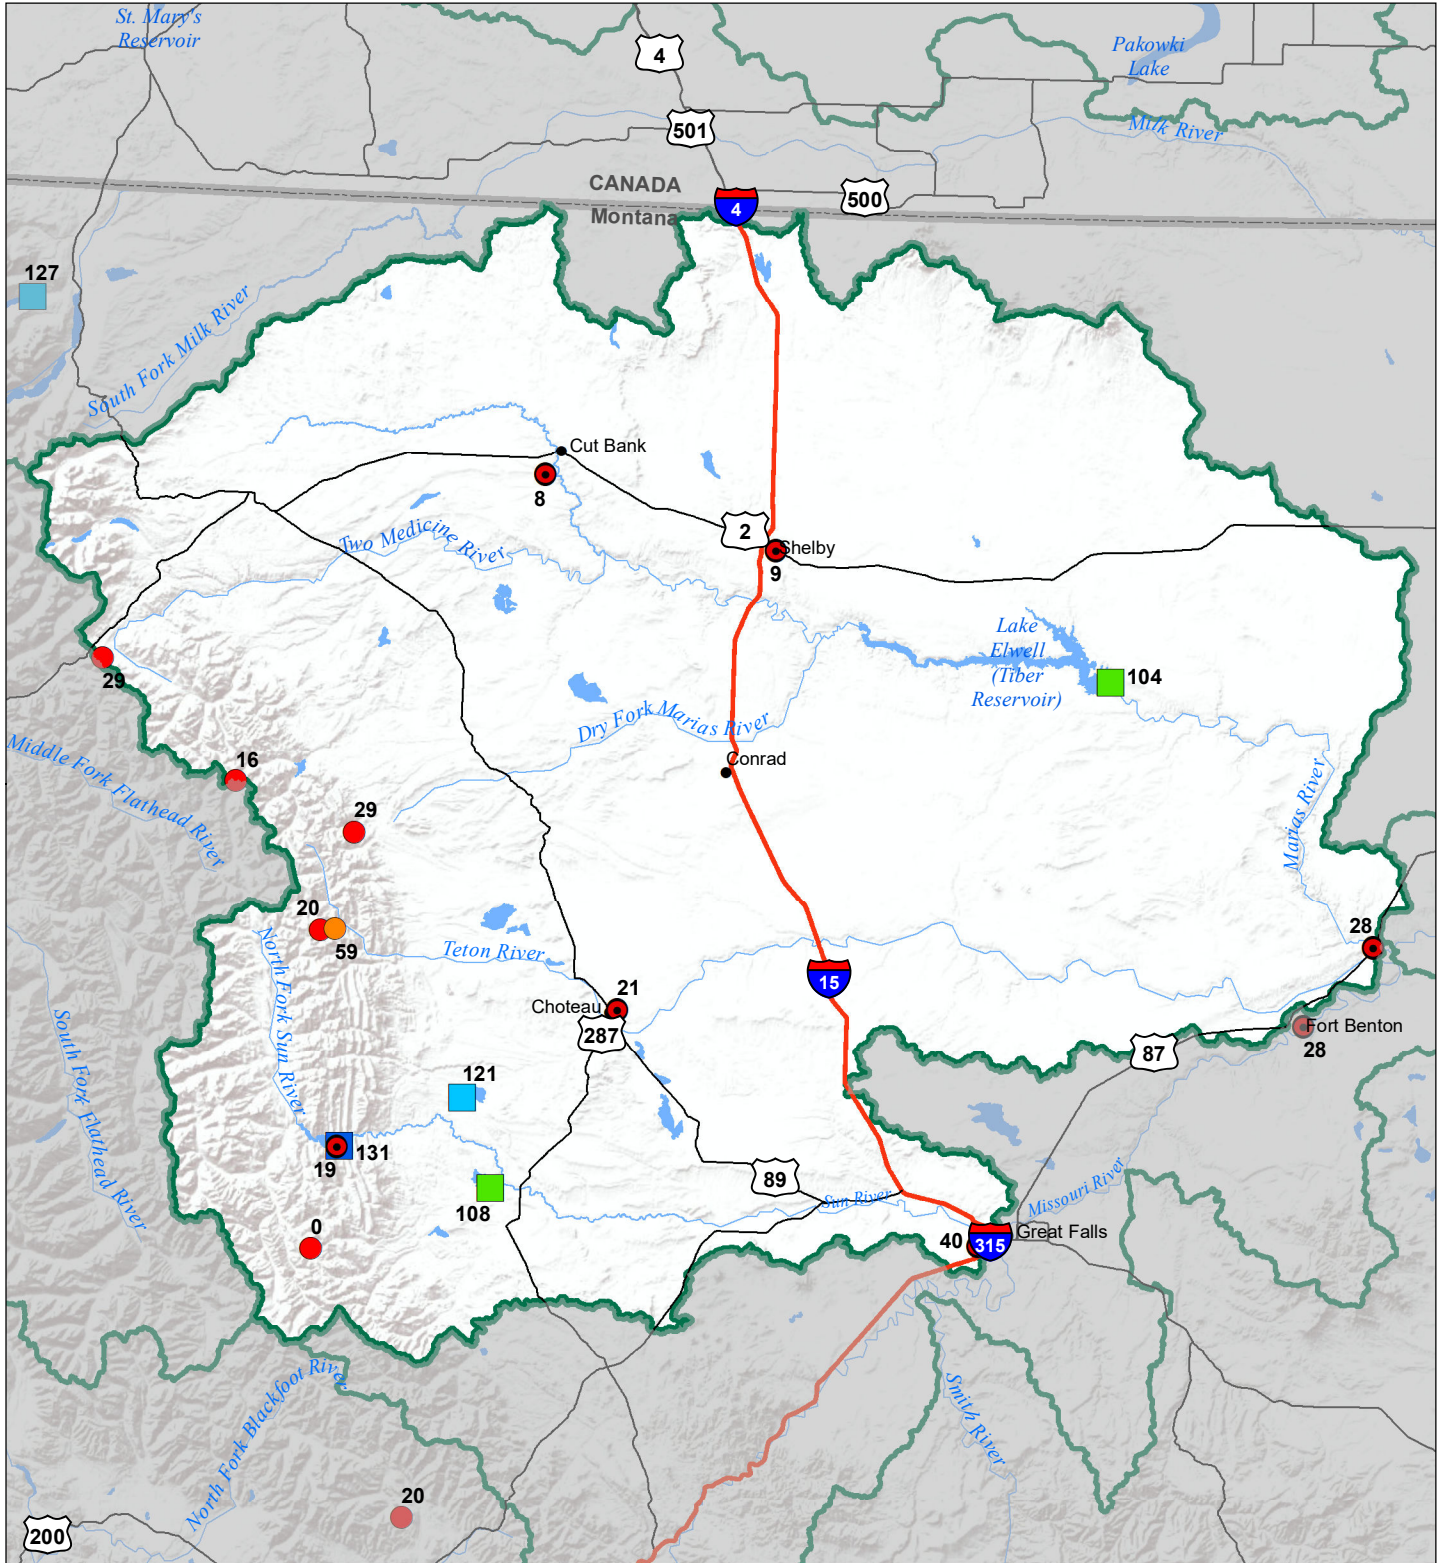 St. Mary's
Reservoir
4
Pakowki
Lake
501
Milk River
CANADA
Montana
4
500
127
South Fork Milk River
Cut Bank
8
2
Shelby
9
Two Medicine River
29
Lake
Elwell
(Tiber
Reservoir)
104
Dry Fork Marias River
Conrad
Middle Fork Flathead River
16
29
Marias River
20
59
North Fork Sun River
Teton River
28
15
21
Choteau
287
Fort Benton
28
87
South Fork Flathead River
121
19
131
89
108
Sun River
Missouri River
0
40
315
Great Falls
North Fork Blackfoot River
Smith River
20
200